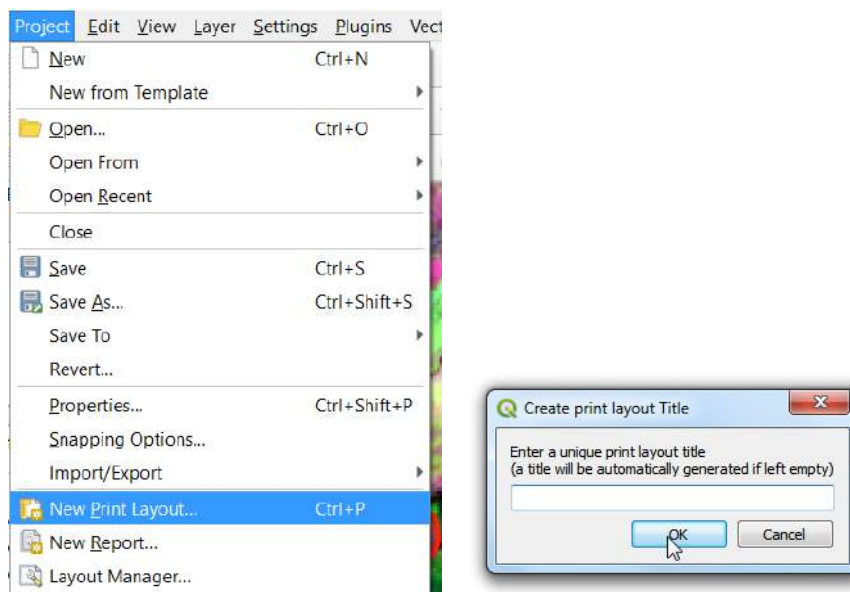 Project Edit View Layer Settings Plugins Vect
New Ctrl+N
New from Template
Open... Ctrl+O
Open From
Open Recent
Close
Save Ctrl+S
Save As... Ctrl+Shift+S
Save To
Revert...
Properties... Ctrl+Shift+P
Snapping Options...
Import/Export
New Print Layout... Ctrl+P
New Report...
Layout Manager...
Create print layout Title
Enter a unique print layout title
(a title will be automatically generated if left empty)
OK Cancel